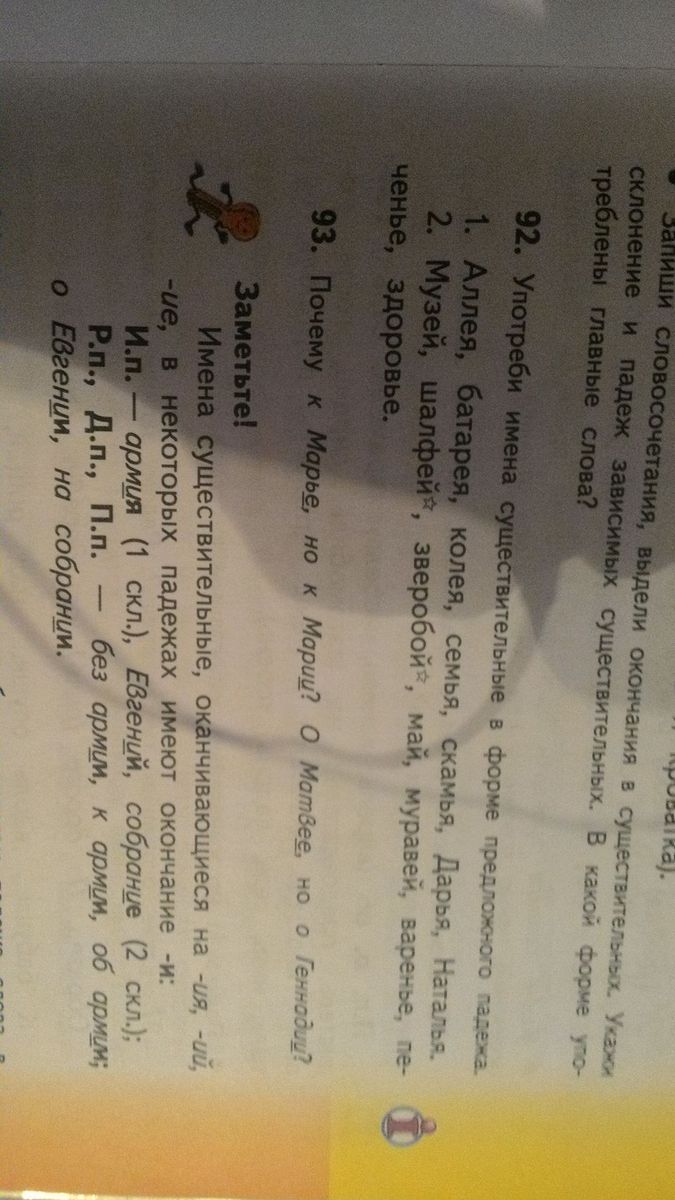 Запиши словосочетания, выдели окончания в существительных. Укажи
склонение и падеж зависимых существительных. В какой форме упо-
треблены главные слова?
92. Употреби имена существительные в форме предложного падежа.
1. Аллея, батарея, колея, семья, скамья, Дарья, Наталья.
2. Музей, шалфей☆, зверобой☆, май, муравей, варенье, пе-
ченье, здоровье.
93. Почему к Марье, но к Марии? О Матвее, но о Геннадии?
Заметьте!
Имена существительные, оканчивающиеся на -ия, -ий,
-ие, в некоторых падежах имеют окончание -и:
И.п. — армия (1 скл.), Евгений, собрание (2 скл.);
Р.п., Д.п., П.п. — без армии, к армии, об армии;
о Евгении, на собрании.